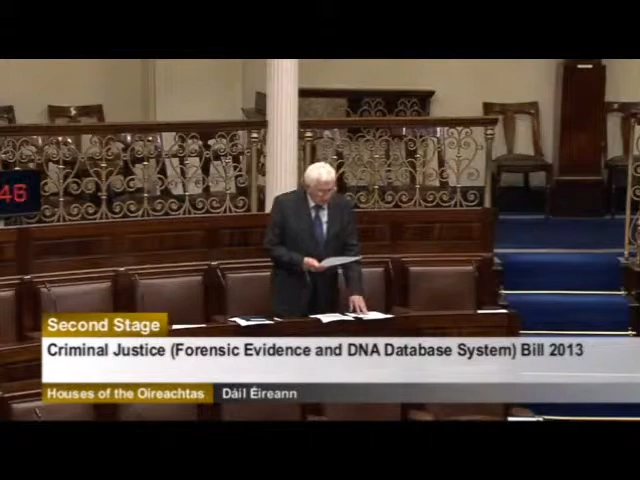 46
Second Stage
Criminal Justice (Forensic Evidence and DNA Database System) Bill 2013
Houses of the Oireachtas Dáil Éireann